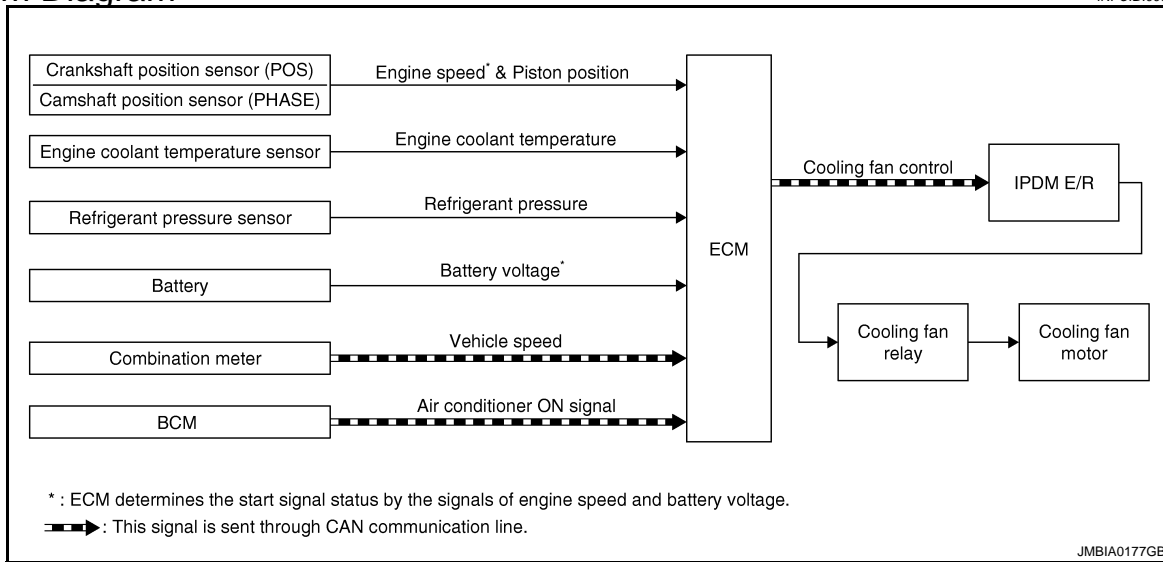 Diagram
Crankshaft position sensor (POS)
Camshaft position sensor (PHASE)
Engine speed* & Piston position
Engine coolant temperature sensor
Engine coolant temperature
Refrigerant pressure sensor
Refrigerant pressure
Battery
Battery voltage*
Combination meter
Vehicle speed
BCM
Air conditioner ON signal
ECM
Cooling fan control
IPDM E/R
Cooling fan
relay
Cooling fan
motor
* : ECM determines the start signal status by the signals of engine speed and battery voltage.
: This signal is sent through CAN communication line.
JMBIA0177GB